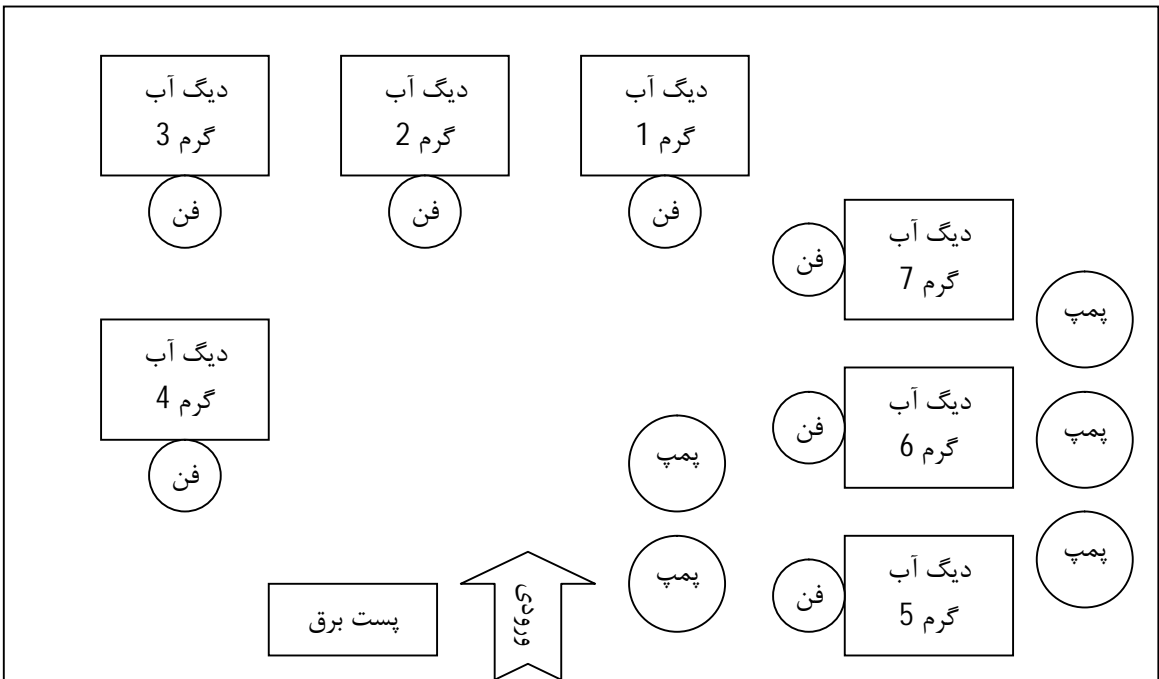 دیگ آب
گرم 1
دیگ آب
گرم 2
دیگ آب
گرم 3
فن
فن
فن
دیگ آب
گرم 7
فن
پمپ
دیگ آب
گرم 4
فن
دیگ آب
گرم 6
فن
پمپ
پمپ
دیگ آب
گرم 5
فن
پمپ
پمپ
ورودی
پست برق